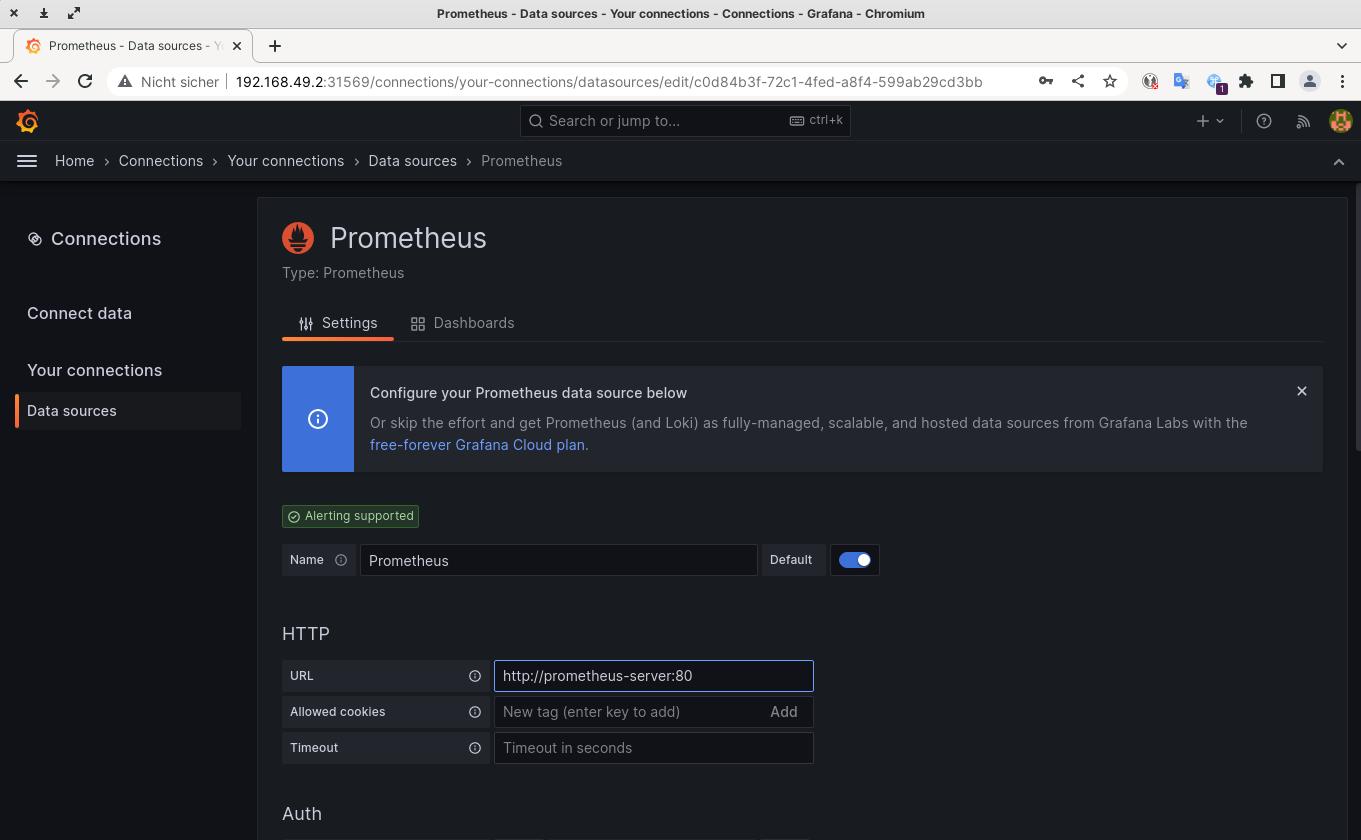 Prometheus - Data sources - Your connections - Connections - Grafana - Chromium
Prometheus - Data sources -
Nicht sicher 192.168.49.2:31569/connections/your-connections/datasources/edit/c0d84b3f-72c1-4fed-a8f4-599ab29cd3bb
1
Search or jump to... ctrl+k
Home › Connections › Your connections › Data sources › Prometheus
Connections
Connect data
Your connections
Data sources
Prometheus
Type: Prometheus
Settings Dashboards
Configure your Prometheus data source below
Or skip the effort and get Prometheus (and Loki) as fully-managed, scalable, and hosted data sources from Grafana Labs with the
free-forever Grafana Cloud plan.
Alerting supported
Name Prometheus Default
HTTP
URL http://prometheus-server:80
Allowed cookies New tag (enter key to add) Add
Timeout Timeout in seconds
Auth